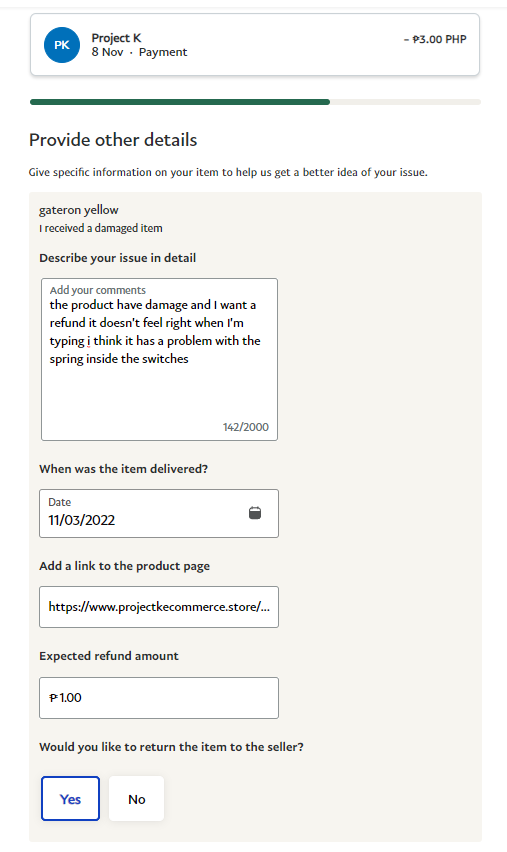 PK
Project K
– ₱3.00 PHP
8 Nov · Payment
Provide other details
Give specific information on your item to help us get a better idea of your issue.
gateron yellow
I received a damaged item
Describe your issue in detail
Add your comments
the product have damage and I want a
refund it doesn't feel right when I'm
typing i think it has a problem with the
spring inside the switches
142/2000
When was the item delivered?
Date
11/03/2022
Add a link to the product page
https://www.projectkecommerce.store/...
Expected refund amount
₱1.00
Would you like to return the item to the seller?
Yes
No